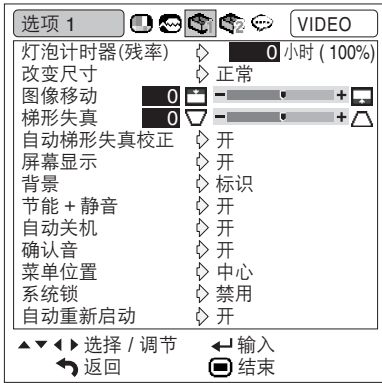 选项 1 VIDEO
灯泡计时器(残率) 0 小时 ( 100%)
改变尺寸 正常
图像移动 0 - +
梯形失真 0 - +
自动梯形失真校正 开
屏幕显示 开
背景 标识
节能 + 静音 开
自动关机 开
确认音 开
菜单位置 中心
系统锁 禁用
自动重新启动 开
选择 / 调节 输入
返回 结束